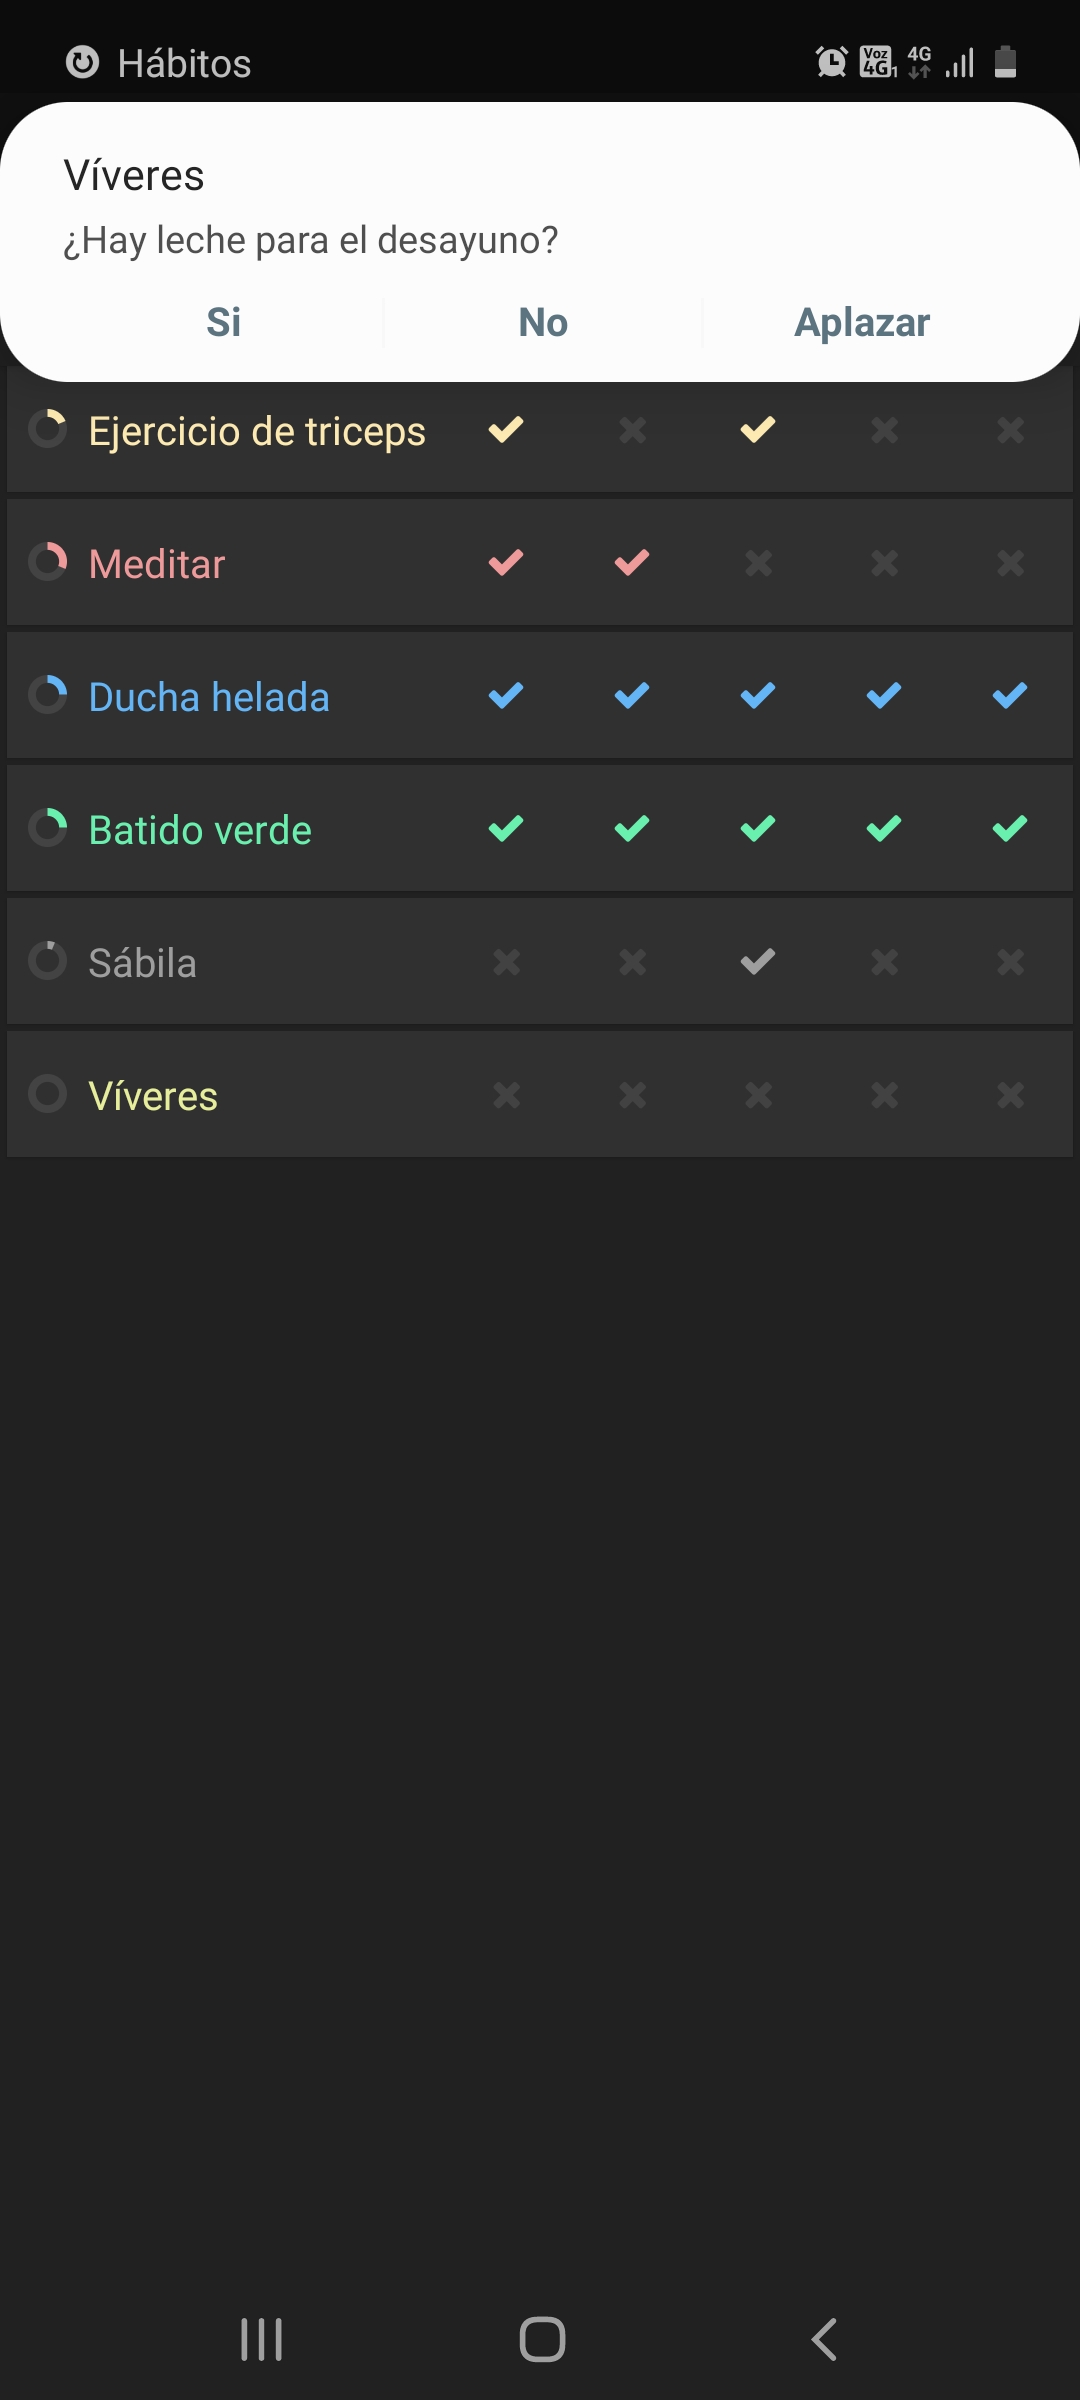 Hábitos
Voz 4G 1 4G
Víveres
¿Hay leche para el desayuno?
Si No Aplazar
Ejercicio de triceps
Meditar
Ducha helada
Batido verde
Sábila
Víveres